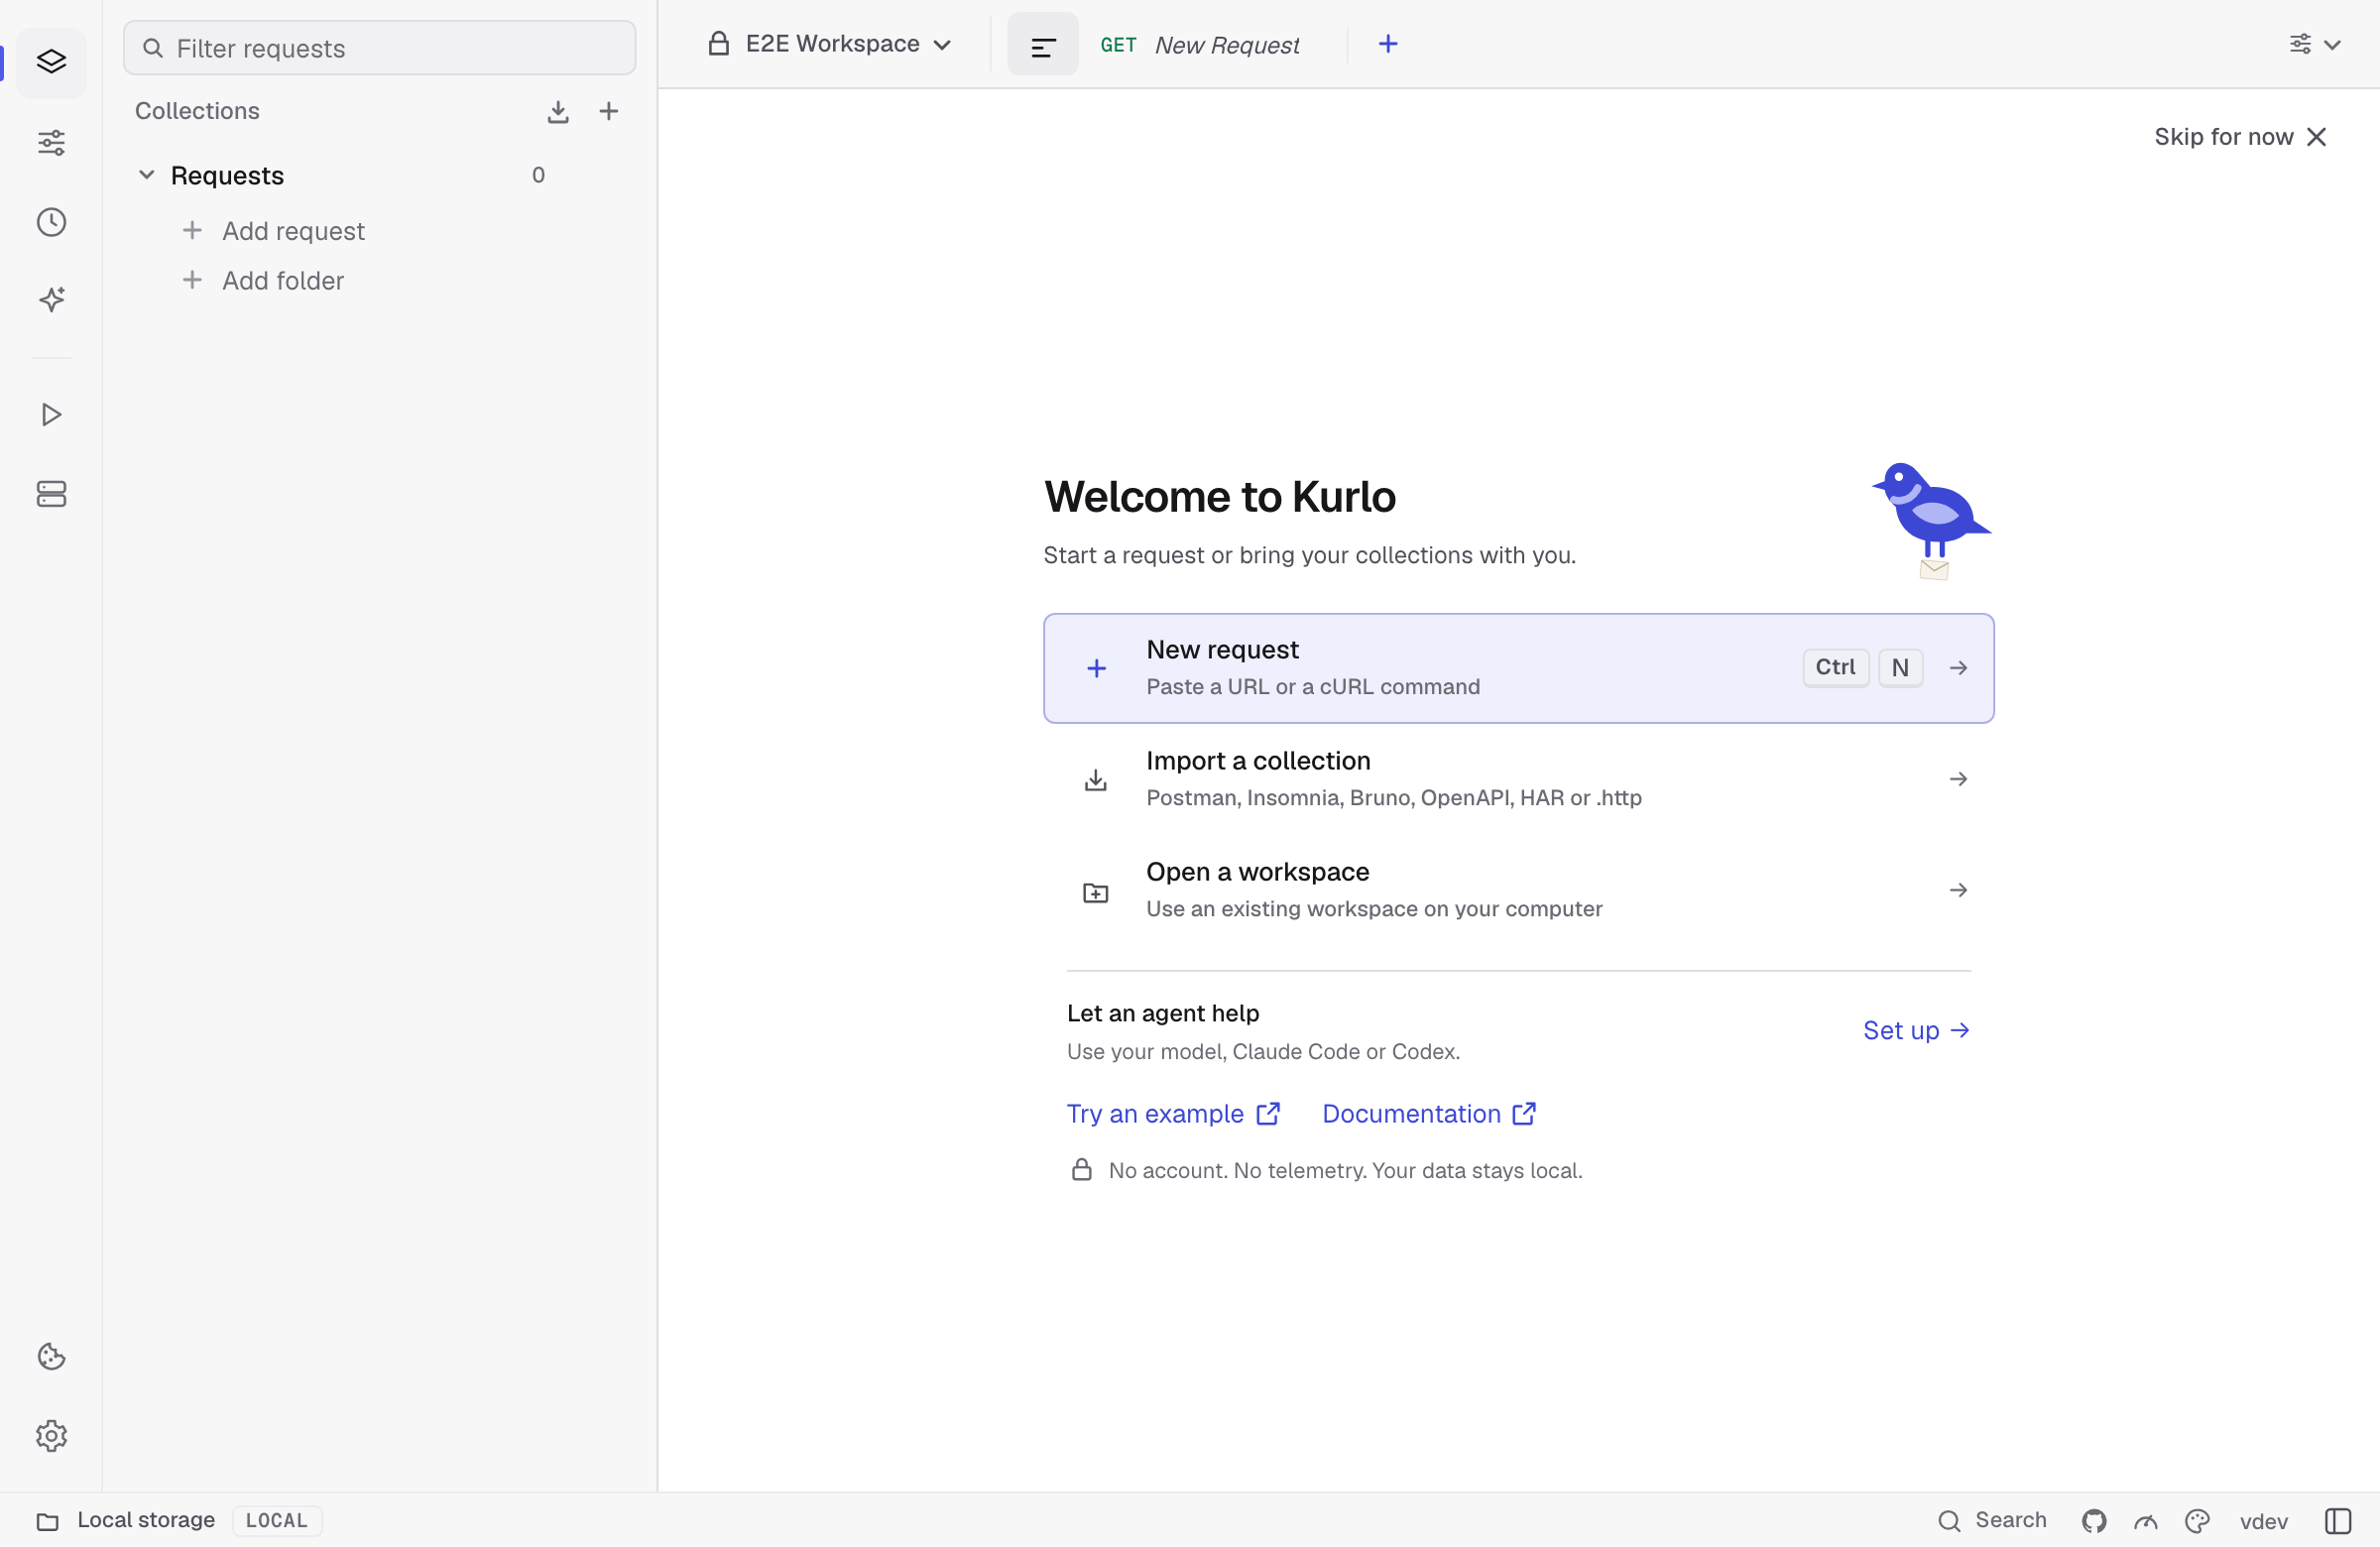 Filter requests
Collections
Requests 0
Add request
Add folder
E2E Workspace
GET New Request
Skip for now
Welcome to Kurlo
Start a request or bring your collections with you.
New request
Paste a URL or a cURL command
Ctrl N
Import a collection
Postman, Insomnia, Bruno, OpenAPI, HAR or .http
Open a workspace
Use an existing workspace on your computer
Let an agent help
Use your model, Claude Code or Codex.
Set up
Try an example Documentation
No account. No telemetry. Your data stays local.
Local storage LOCAL
Search vdev